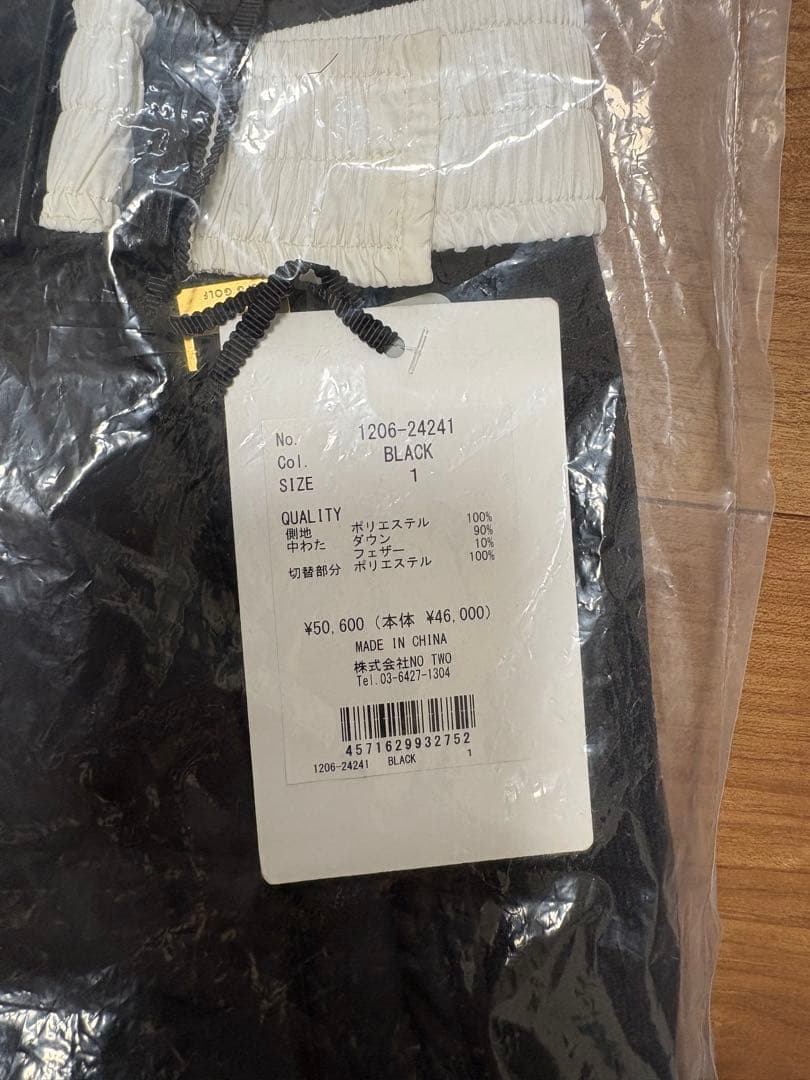 GOLF
No. 1206-24241
Col. BLACK
SIZE 1
QUALITY
側地 ポリエステル 100%
中わた ダウン 90%
フェザー 10%
切替部分 ポリエステル 100%
¥50,600 (本体 ¥46,000)
MADE IN CHINA
株式会社NO TWO
Tel.03-6427-1304
4571629932752
1206-24241 BLACK 1